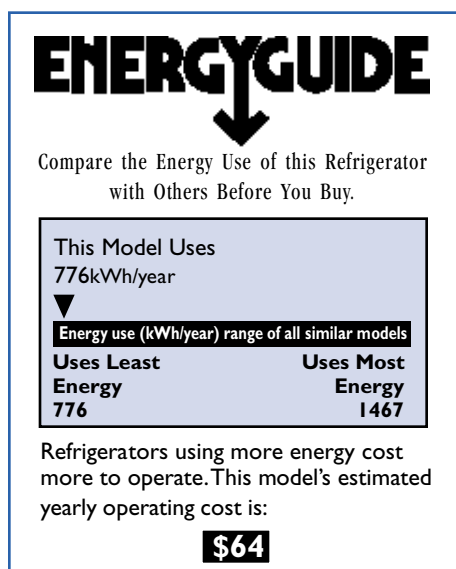 ENERGYGUIDE
Compare the Energy Use of this Refrigerator
with Others Before You Buy.
This Model Uses
776kWh/year
Energy use (kWh/year) range of all similar models
Uses Least Uses Most
Energy Energy
776 1467
Refrigerators using more energy cost
more to operate. This model's estimated
yearly operating cost is:
$64